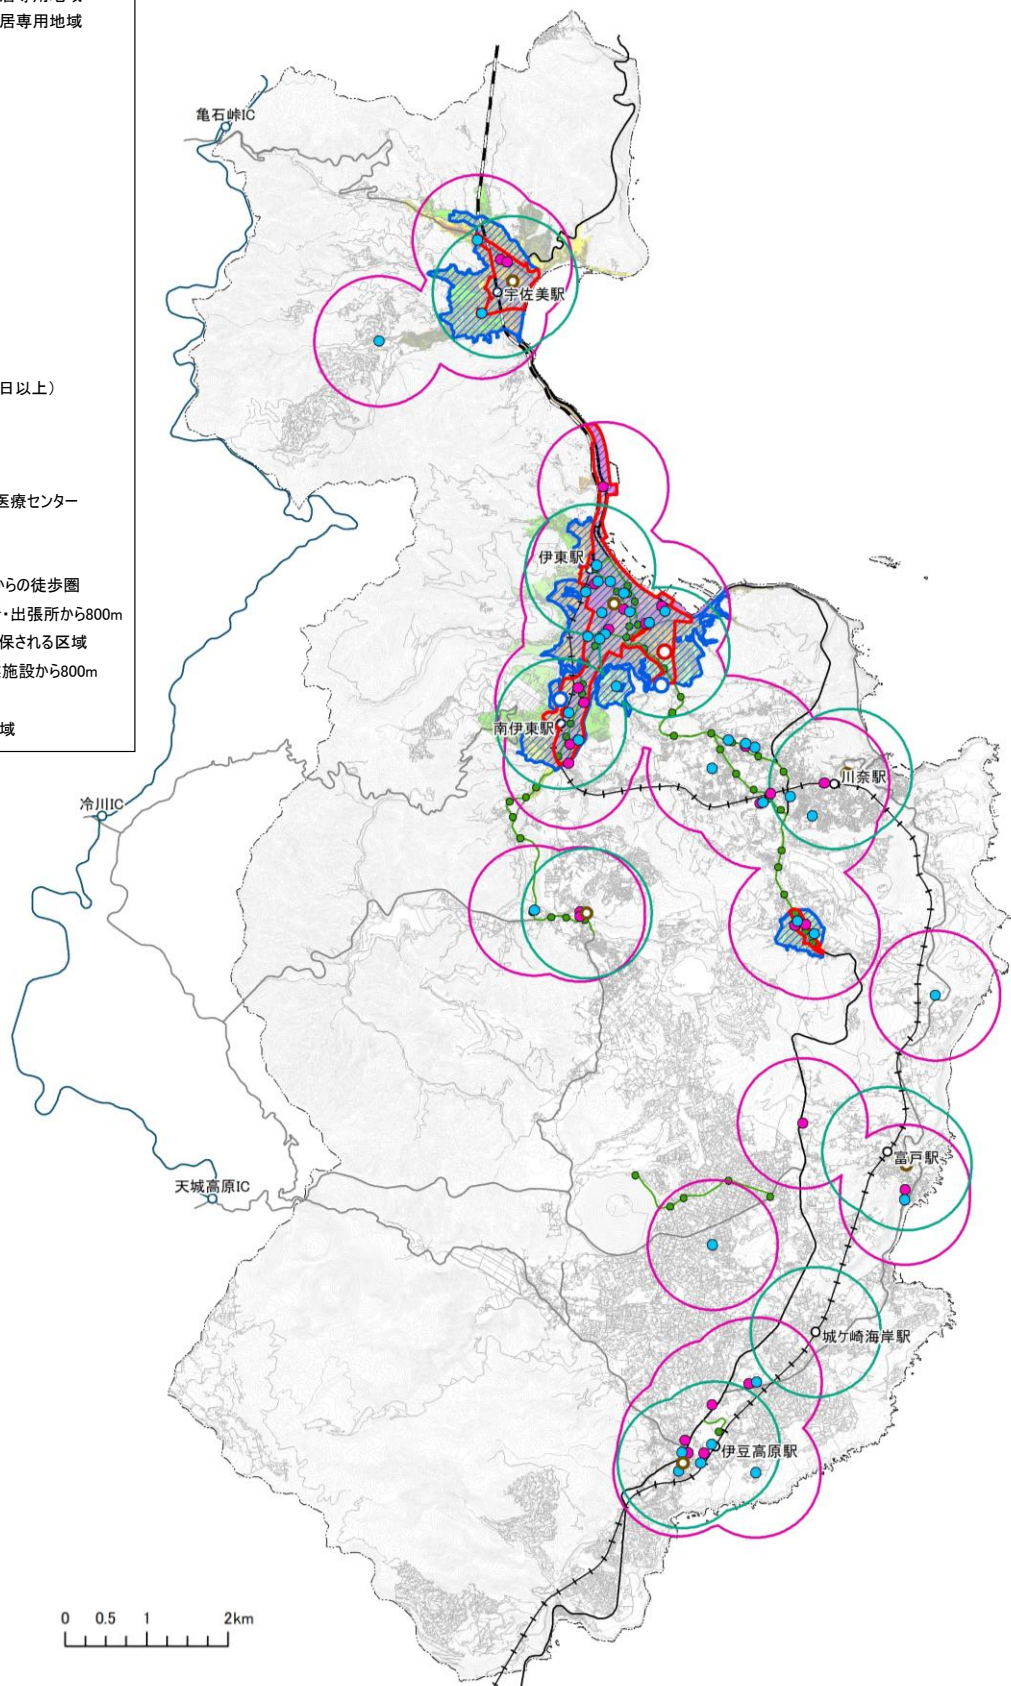 居専用地域
日以上）
医療センター
からの徒歩圏
・出張所から800m
保される区域
施設から800m
域
亀石峠IC
宇佐美駅
伊東駅
南伊東駅
川奈駅
冷川IC
富戸駅
天城高原IC
城ケ崎海岸駅
伊豆高原駅
0 0.5 1 2km